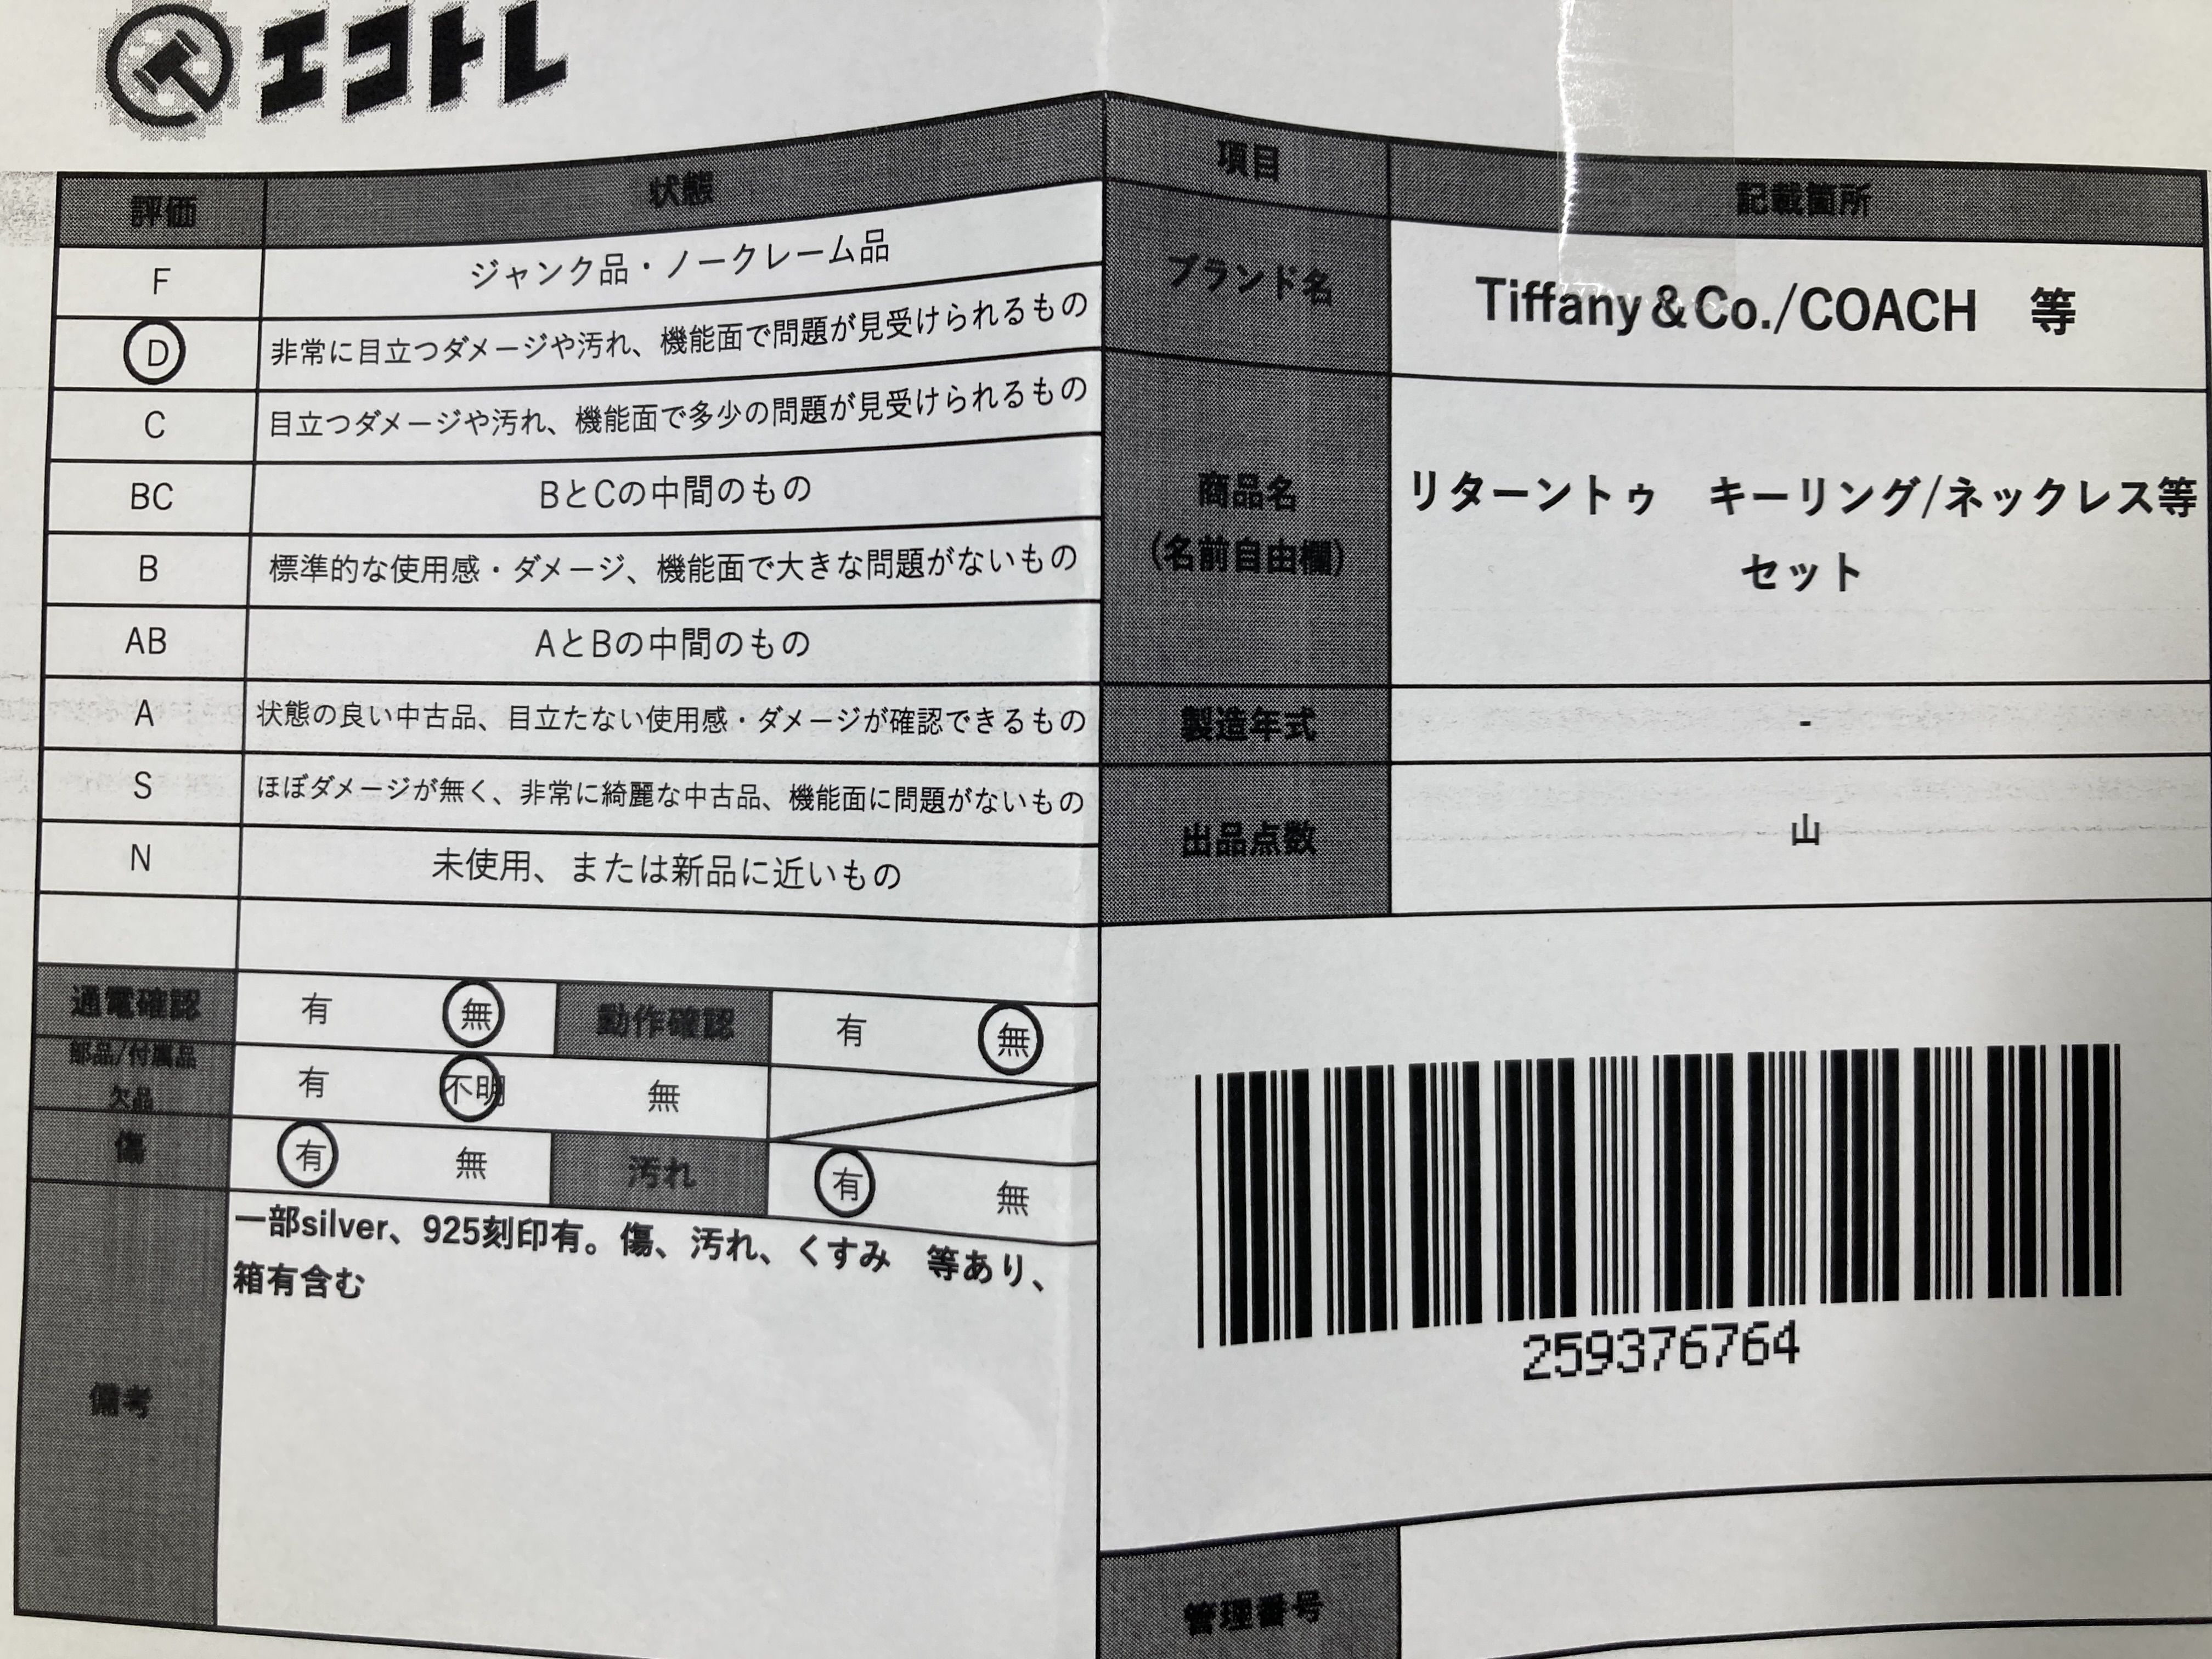 エコトレ
評価 状態
F ジャンク品・ノークレーム品
D 非常に目立つダメージや汚れ、機能面で問題が見受けられるもの
C 目立つダメージや汚れ、機能面で多少の問題が見受けられるもの
BC BとCの中間のもの
B 標準的な使用感・ダメージ、機能面で大きな問題がないもの
AB AとBの中間のもの
A 状態の良い中古品、目立たない使用感・ダメージが確認できるもの
S ほぼダメージが無く、非常に綺麗な中古品、機能面に問題がないもの
N 未使用、または新品に近いもの
通電確認 有 無 動作確認 有 無
部品/付属品
欠品 有 不明 無
傷 有 無 汚れ 有 無
備考
一部silver、925刻印有。傷、汚れ、くすみ　等あり、
箱有含む
項目 記載箇所
ブランド名 Tiffany＆Co./COACH　等
商品名
(名前自由欄)
リターントゥ　キーリング/ネックレス等
セット
製造年式 -
出品点数 山
259376764
管理番号